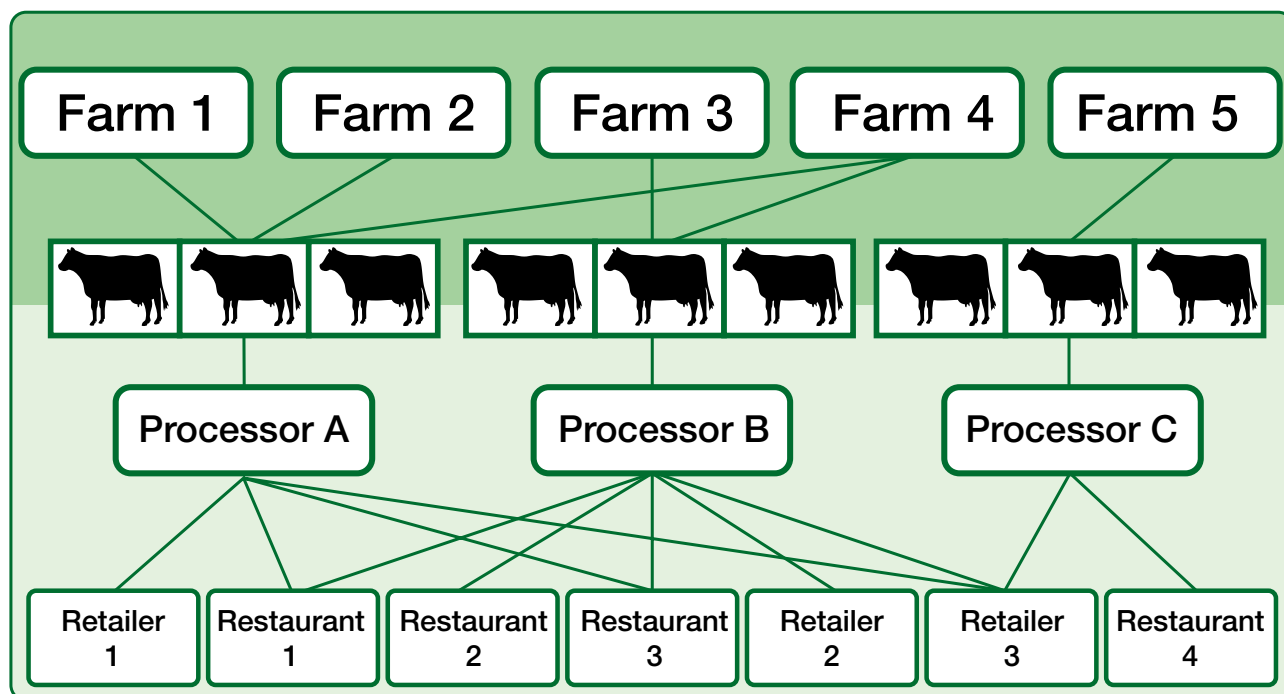 Farm 1
Farm 2
Farm 3
Farm 4
Farm 5
Processor A
Processor B
Processor C
Retailer
1
Restaurant
1
Restaurant
2
Restaurant
3
Retailer
2
Retailer
3
Restaurant
4